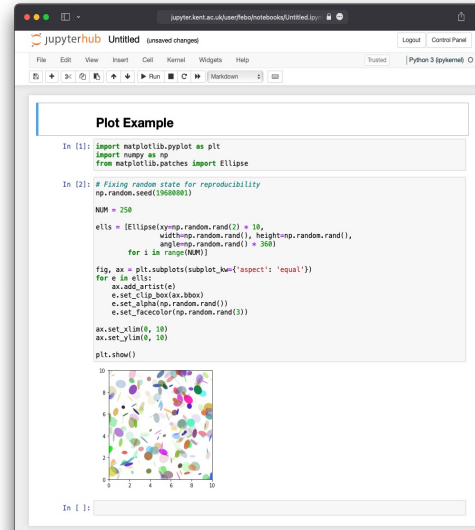 jupyter.kent.ac.uk/user/febo/notebooks/Untitled.ipyn
jupyterhub Untitled (unsaved changes)
Logout Control Panel
File Edit View Insert Cell Kernel Widgets Help
Trusted Python 3 (ipykernel)
Run Markdown
Plot Example
In [1]: import matplotlib.pyplot as plt
import numpy as np
from matplotlib.patches import Ellipse
In [2]: # Fixing random state for reproducibility
np.random.seed(19680801)
NUM = 250
ells = [Ellipse(xy=np.random.rand(2) * 10,
width=np.random.rand(), height=np.random.rand(),
angle=np.random.rand() * 360)
for i in range(NUM)]
fig, ax = plt.subplots(subplot_kw={'aspect': 'equal'})
for e in ells:
ax.add_artist(e)
e.set_clip_box(ax.bbox)
e.set_alpha(np.random.rand())
e.set_facecolor(np.random.rand(3))
ax.set_xlim(0, 10)
ax.set_ylim(0, 10)
plt.show()
10
8
6
4
2
0
0 2 4 6 8 10
In [ ]: